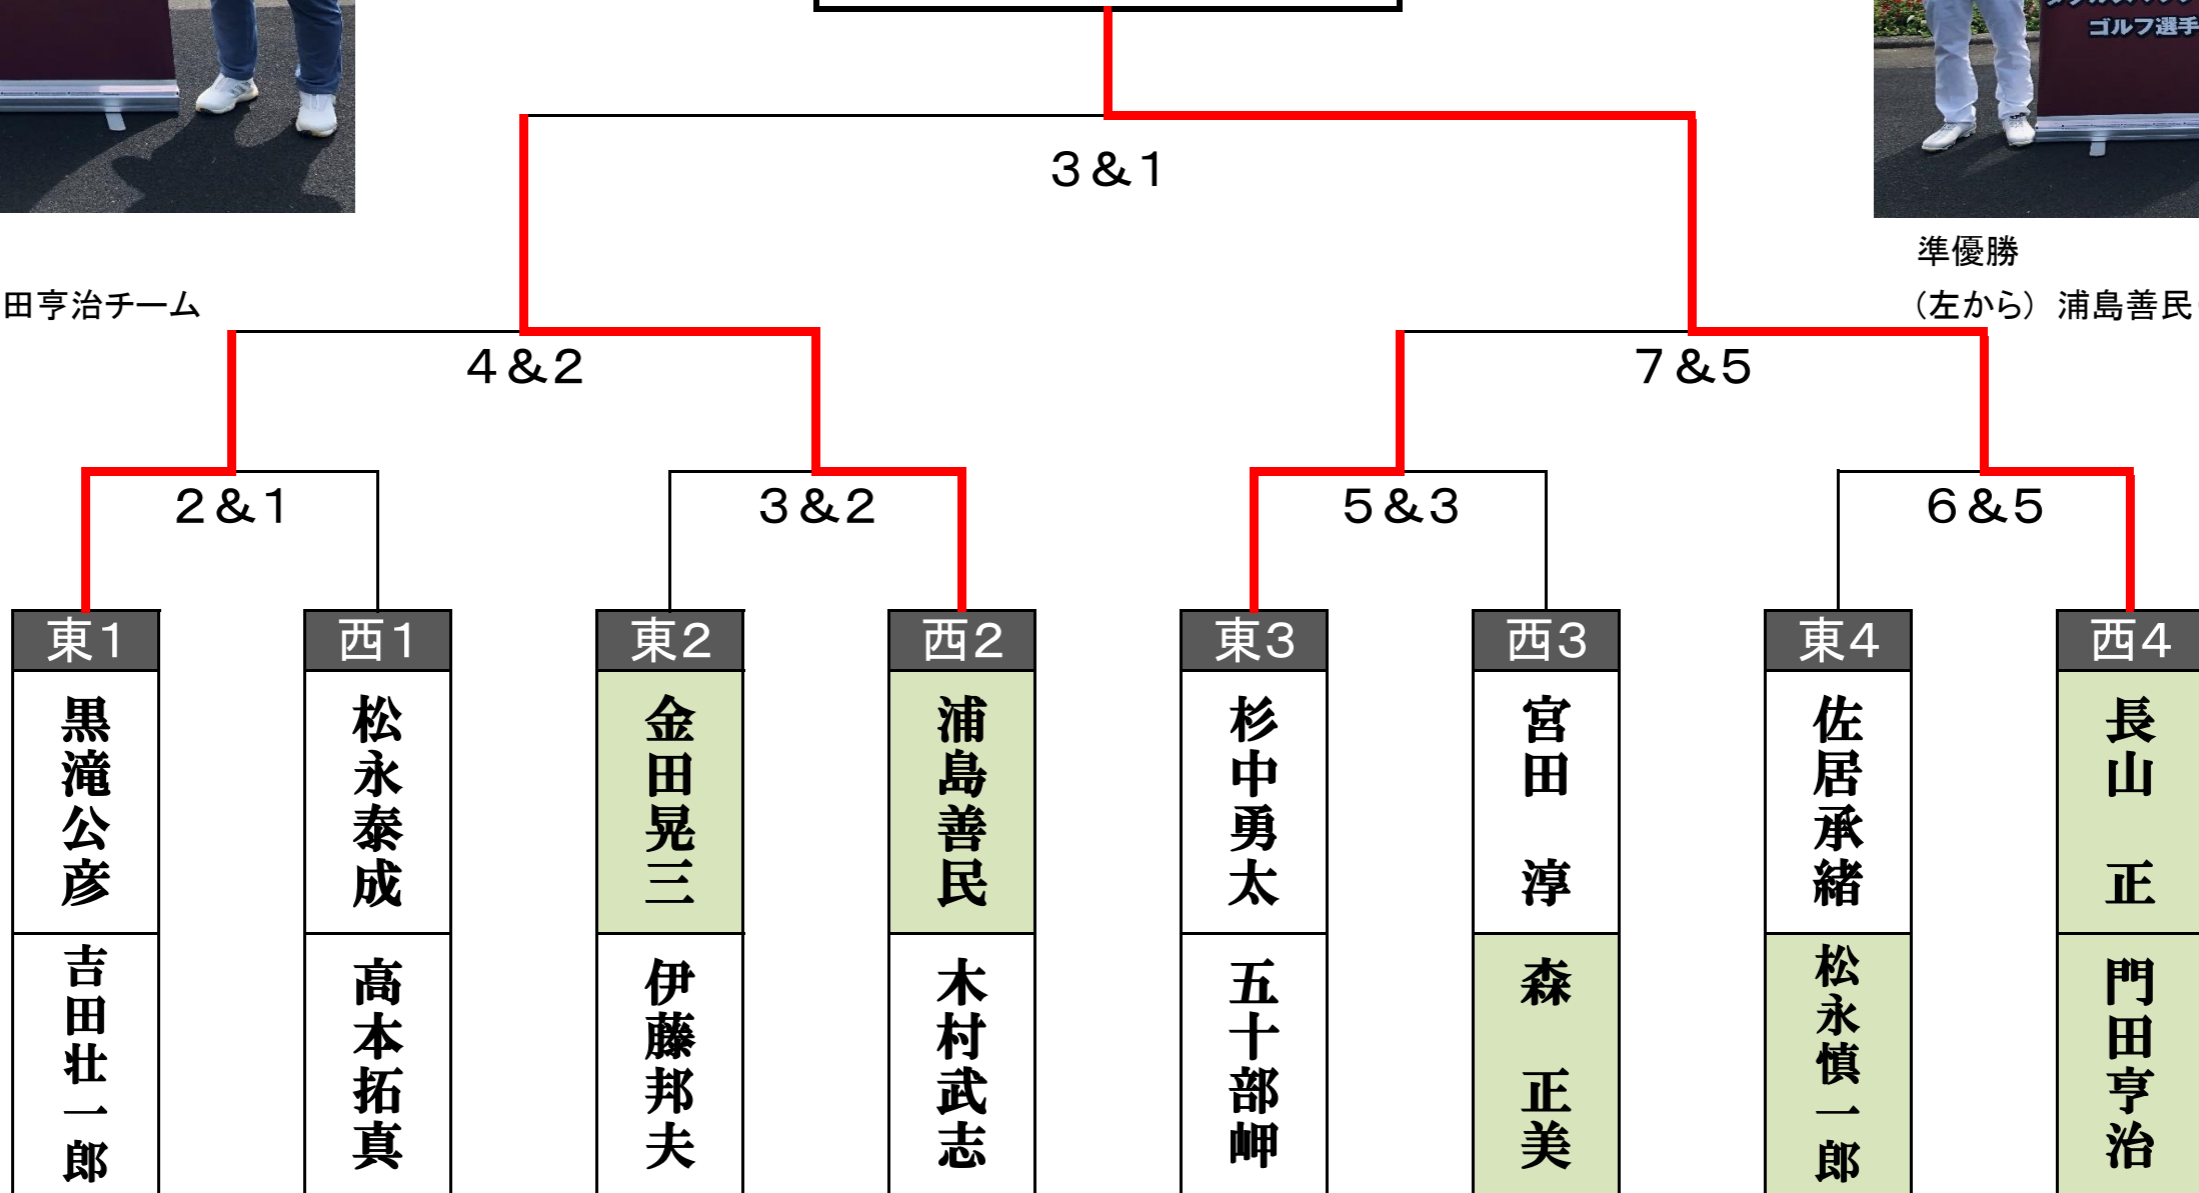 ゴルフ選手
3&1
準優勝
田亨治チーム
(左から) 浦島善民
4&2
7&5
2&1
3&2
5&3
6&5
東1
西1
東2
西2
東3
西3
東4
西4
黒滝公彦
松永泰成
金田晃三
浦島善民
杉中勇太
宮田 淳
佐居承緒
長山 正
吉田壮一郎
高本拓真
伊藤邦夫
木村武志
五十部岬
森 正美
松永慎一郎
門田亨治